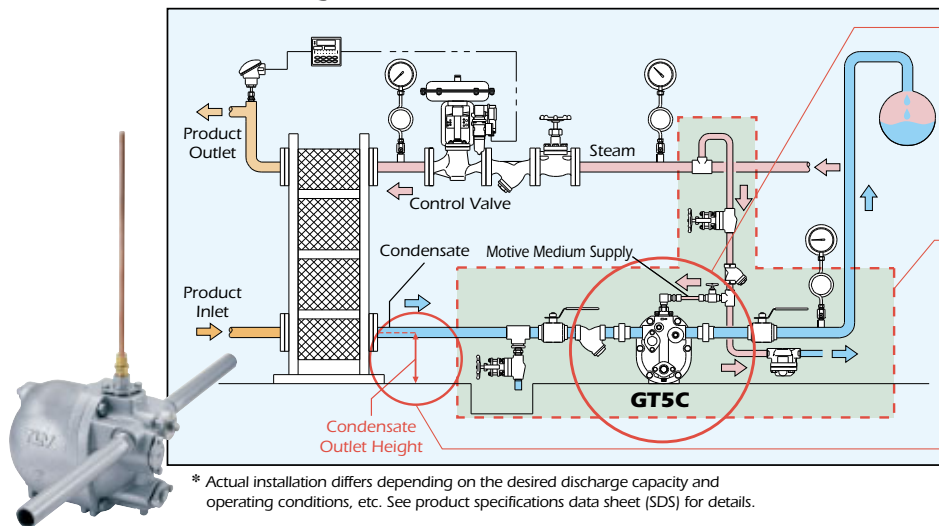 Product
Outlet
Steam
Control Valve
Condensate
Motive Medium Supply
Product
Inlet
GT5C
Condensate
Outlet Height
TLV
* Actual installation differs depending on the desired discharge capacity and
operating conditions, etc. See product specifications data sheet (SDS) for details.